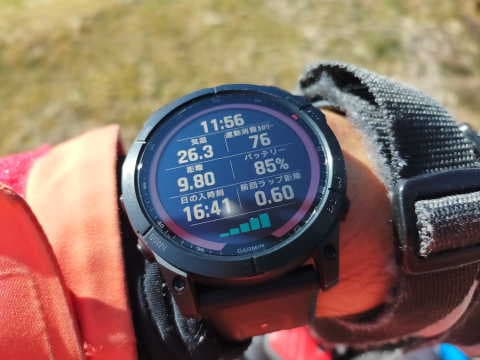 11:56
気温 運動消費カロリー
26.3 76
距離 バッテリー
9.80 85%
日の入時刻 前回ラップ距離
16:41 0.60
GARMIN